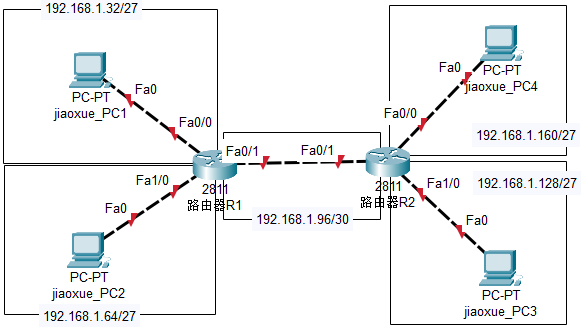 192.168.1.32/27
Fa0
PC-PT
jiaoxue_PC1
Fa0/0
Fa0/1
Fa0/1
2811
路由器R1
Fa1/0
Fa0
PC-PT
jiaoxue_PC2
192.168.1.64/27
192.168.1.96/30
Fa0
PC-PT
jiaoxue_PC4
Fa0/0
192.168.1.160/27
2811
路由器R2
192.168.1.128/27
Fa1/0
Fa0
PC-PT
jiaoxue_PC3